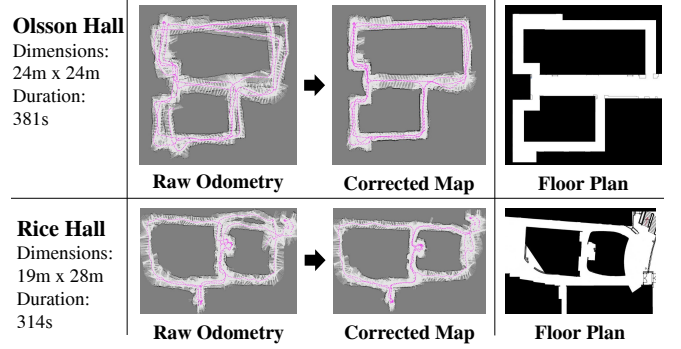 Olsson Hall
Dimensions:
24m x 24m
Duration:
381s
Raw Odometry
Corrected Map
Floor Plan
Rice Hall
Dimensions:
19m x 28m
Duration:
314s
Raw Odometry
Corrected Map
Floor Plan